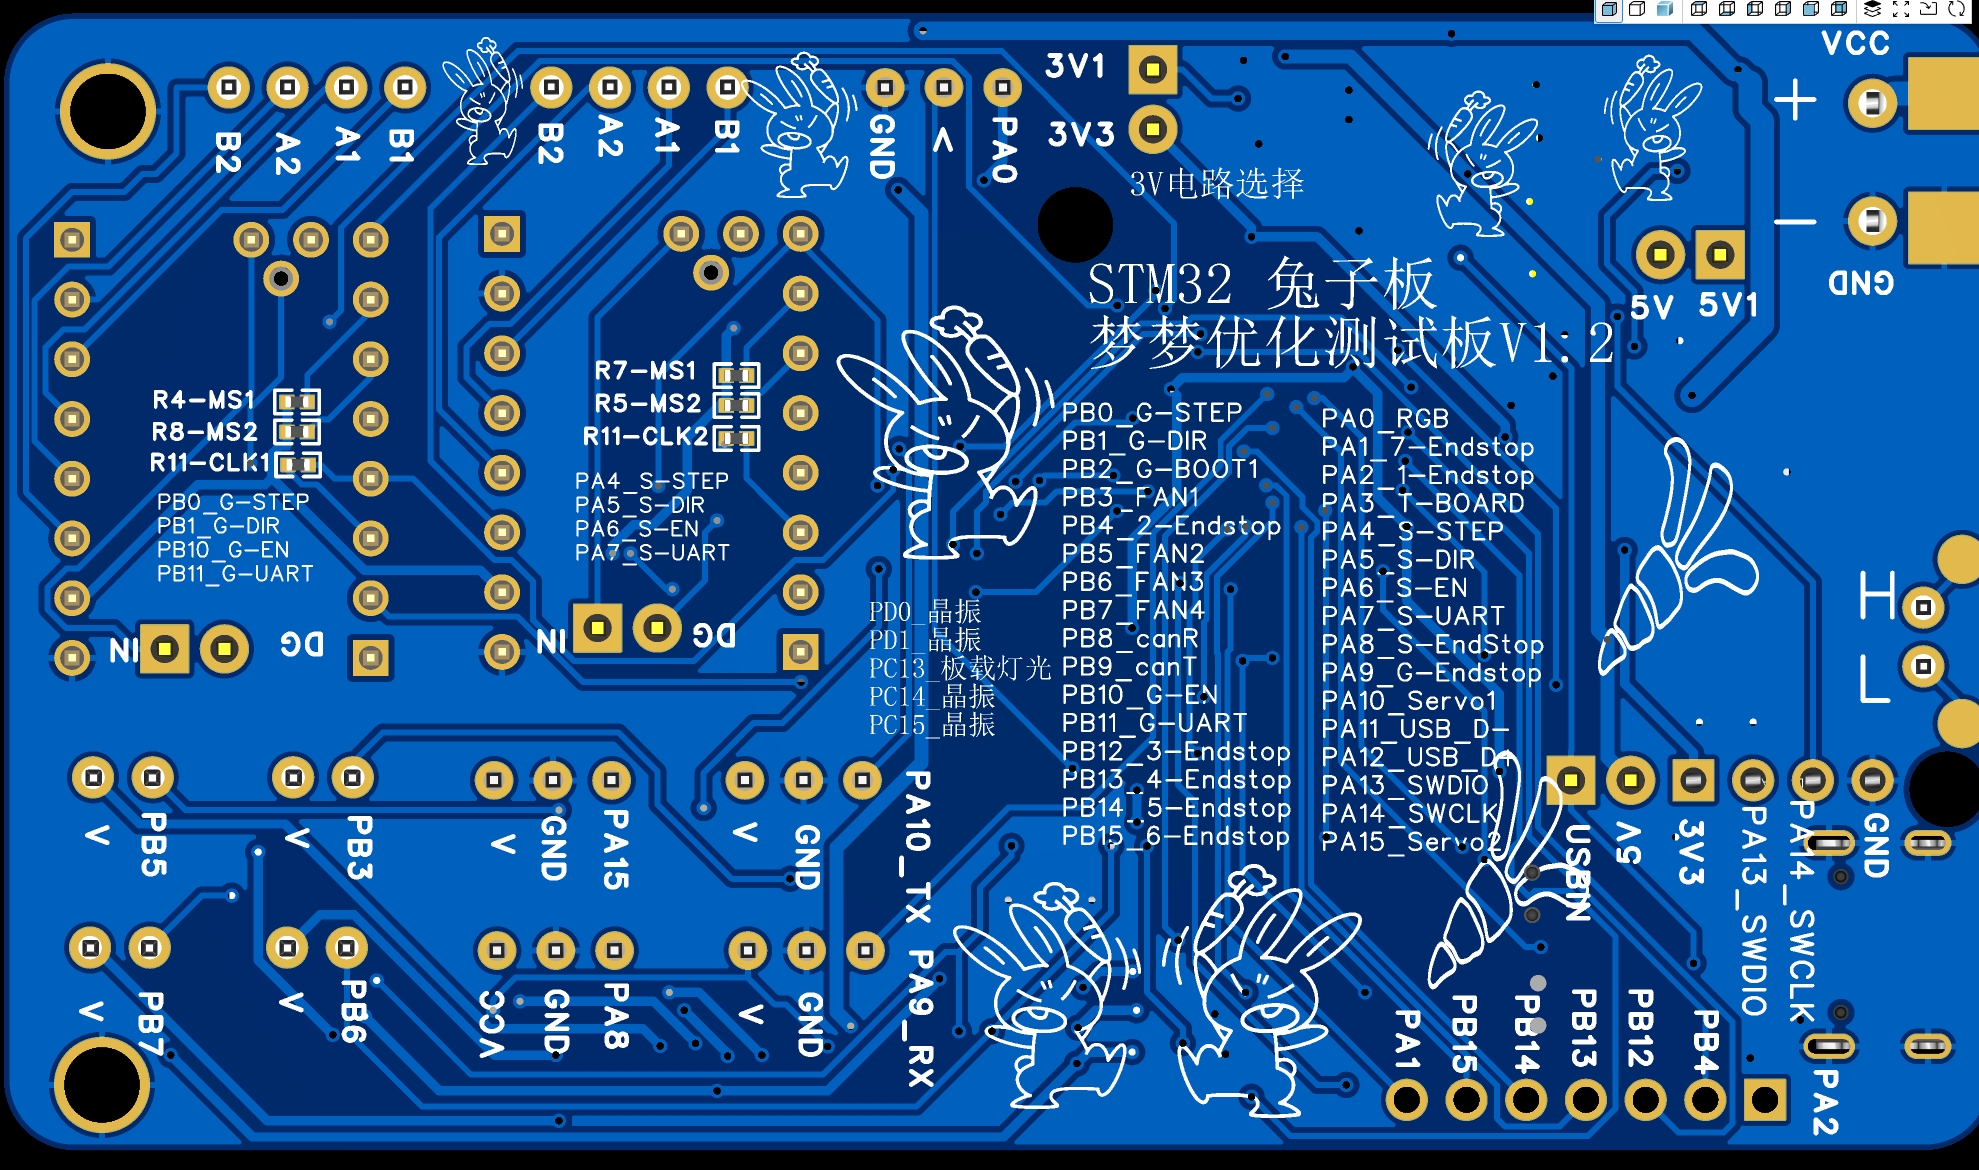 VCC
3V1
3V3
3V电路选择
B2
A2
A1
B1
B2
A2
A1
B1
GND
V
PA0
+
-
GND
5V
5V1
STM32 兔子板
梦梦优化测试板V1.2
R4-MS1
R8-MS2
R11-CLK1
PB0_G-STEP
PB1_G-DIR
PB10_G-EN
PB11_G-UART
R7-MS1
R5-MS2
R11-CLK2
PA4_S-STEP
PA5_S-DIR
PA6_S-EN
PA7_S-UART
IN
DG
IN
DG
PD0_晶振
PD1_晶振
PC13_板载灯光
PC14_晶振
PC15_晶振
PB0_G-STEP
PB1_G-DIR
PB2_G-BOOT1
PB3_FAN1
PB4_2-Endstop
PB5_FAN2
PB6_FAN3
PB7_FAN4
PB8_canR
PB9_canT
PB10_G-EN
PB11_G-UART
PB12_3-Endstop
PB13_4-Endstop
PB14_5-Endstop
PB15_6-Endstop
PA0_RGB
PA1_7-Endstop
PA2_1-Endstop
PA3_T-BOARD
PA4_S-STEP
PA5_S-DIR
PA6_S-EN
PA7_S-UART
PA8_S-EndStop
PA9_G-Endstop
PA10_Servo1
PA11_USB_D-
PA12_USB_D+
PA13_SWDIO
PA14_SWCLK
PA15_Servo2
H
L
V
PB5
V
PB3
V
GND
PA15
V
GND
PA10_TX PA9_RX
USBIN
5V
3V3
PA13_SWDIO
PA14_SWCLK
GND
V
PB7
V
PB6
VCC
GND
PA8
V
GND
PA1
PB15
PB14
PB13
PB12
PB4
PA2